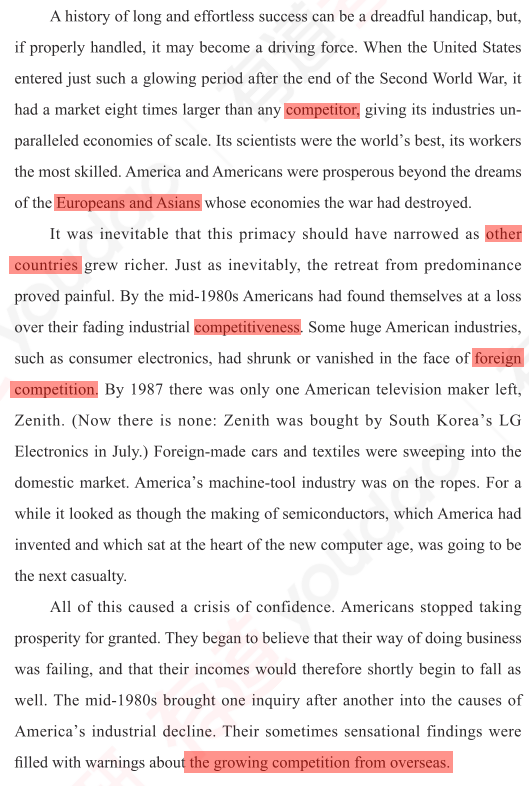 A history of long and effortless success can be a dreadful handicap, but,
if properly handled, it may become a driving force. When the United States
entered just such a glowing period after the end of the Second World War, it
had a market eight times larger than any competitor, giving its industries un-
paralleled economies of scale. Its scientists were the world's best, its workers
the most skilled. America and Americans were prosperous beyond the dreams
of the Europeans and Asians whose economies the war had destroyed.
It was inevitable that this primacy should have narrowed as other
countries grew richer. Just as inevitably, the retreat from predominance
proved painful. By the mid-1980s Americans had found themselves at a loss
over their fading industrial competitiveness. Some huge American industries,
such as consumer electronics, had shrunk or vanished in the face of foreign
competition. By 1987 there was only one American television maker left,
Zenith. (Now there is none: Zenith was bought by South Korea's LG
Electronics in July.) Foreign-made cars and textiles were sweeping into the
domestic market. America's machine-tool industry was on the ropes. For a
while it looked as though the making of semiconductors, which America had
invented and which sat at the heart of the new computer age, was going to be
the next casualty.
All of this caused a crisis of confidence. Americans stopped taking
prosperity for granted. They began to believe that their way of doing business
was failing, and that their incomes would therefore shortly begin to fall as
well. The mid-1980s brought one inquiry after another into the causes of
America's industrial decline. Their sometimes sensational findings were
filled with warnings about the growing competition from overseas.